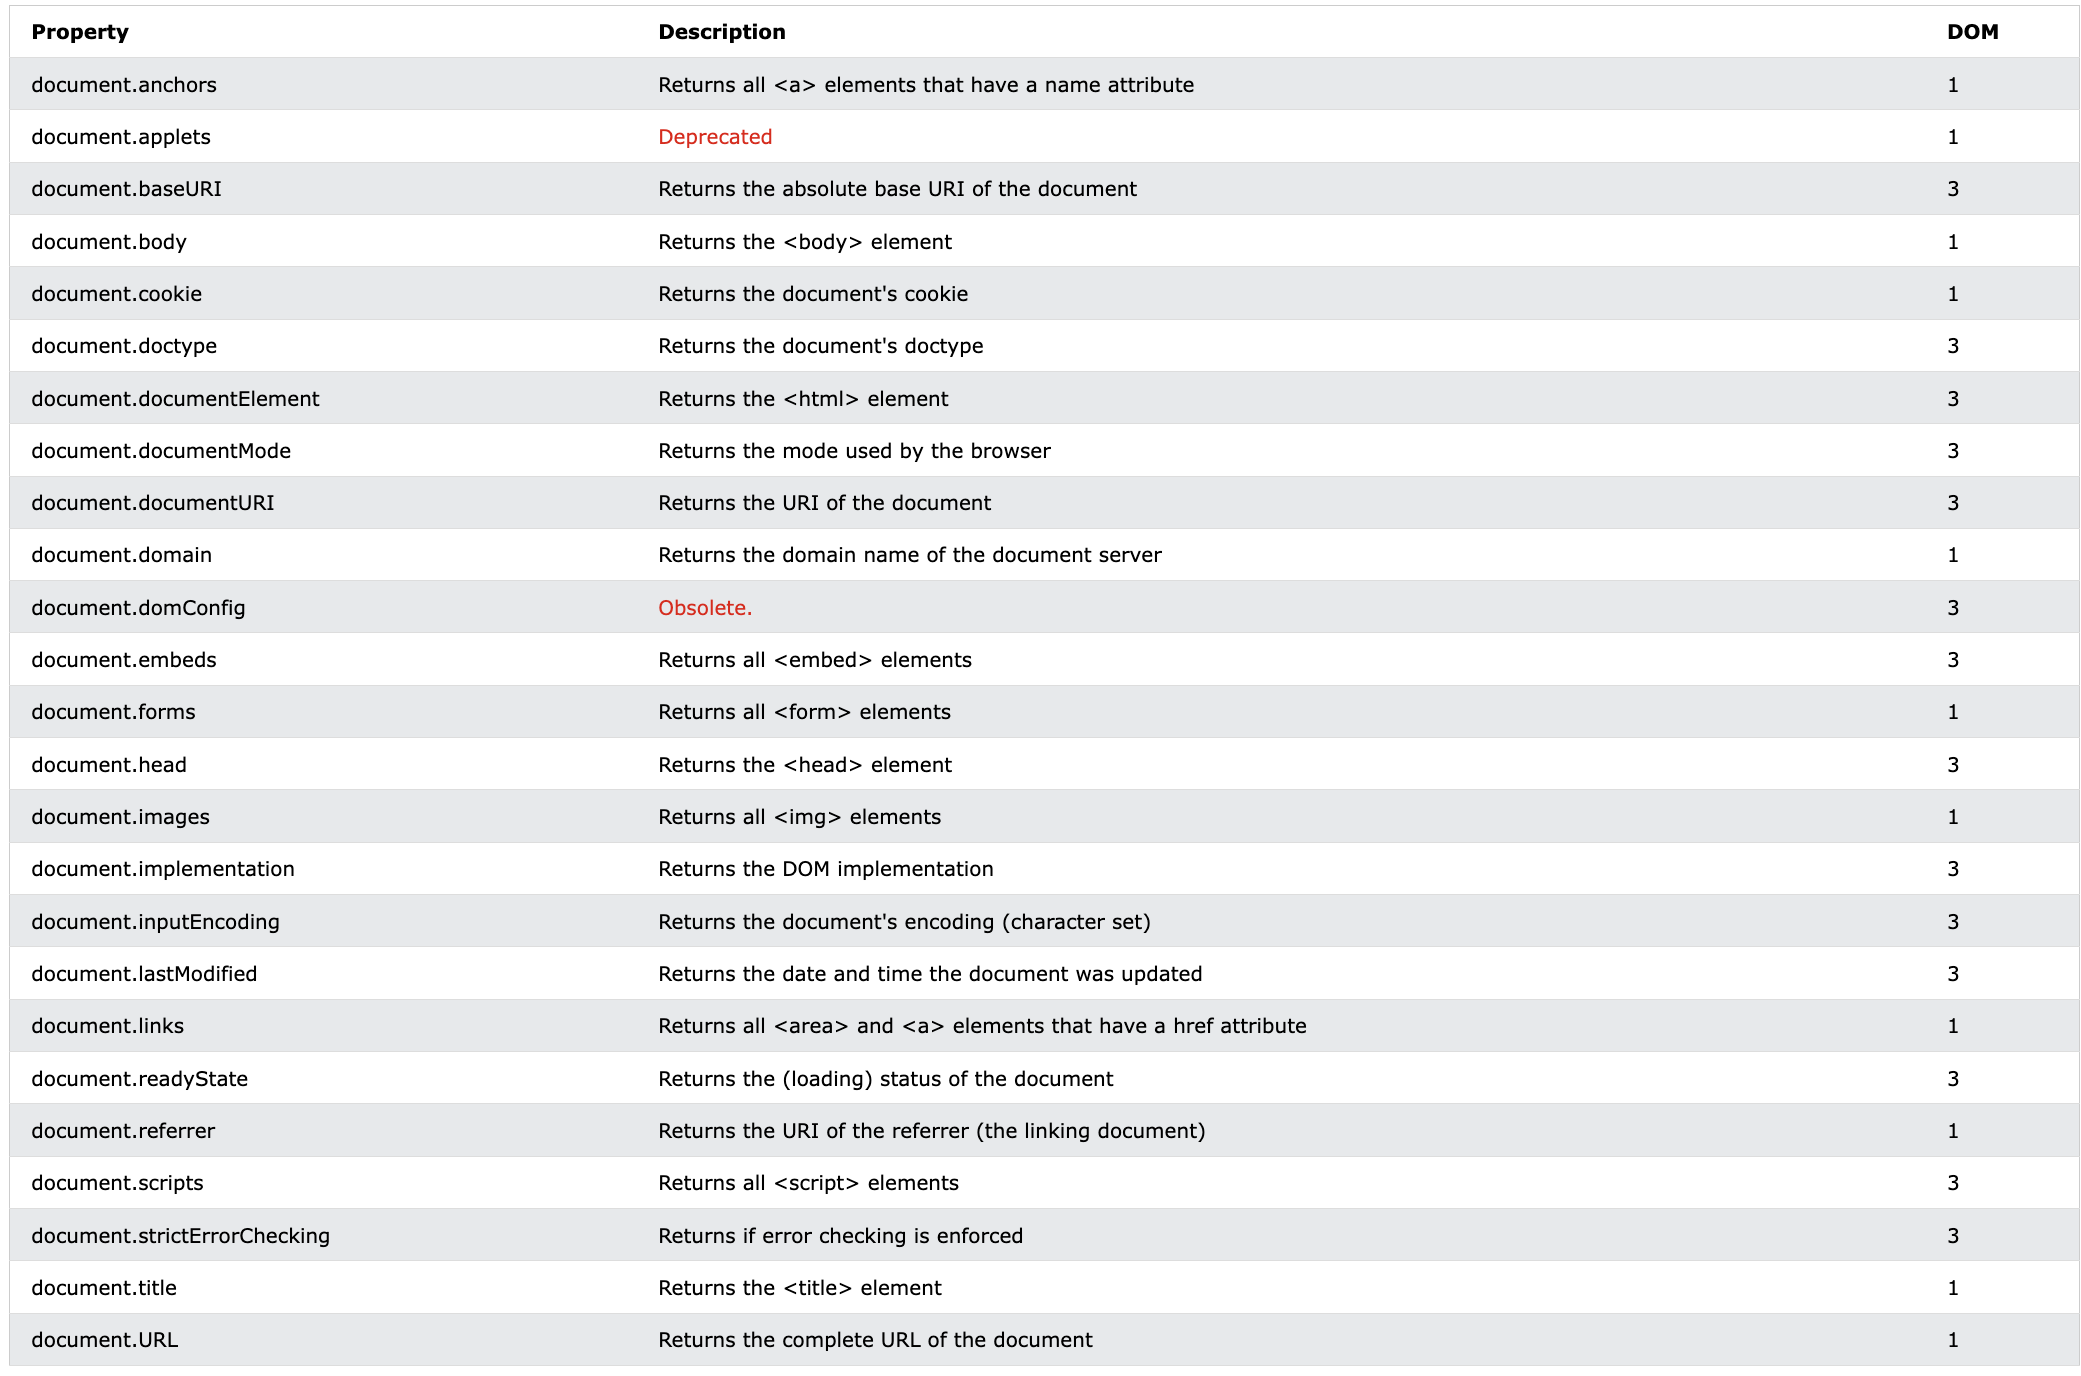 Property Description DOM
document.anchors Returns all <a> elements that have a name attribute 1
document.applets Deprecated 1
document.baseURI Returns the absolute base URI of the document 3
document.body Returns the <body> element 1
document.cookie Returns the document's cookie 1
document.doctype Returns the document's doctype 3
document.documentElement Returns the <html> element 3
document.documentMode Returns the mode used by the browser 3
document.documentURI Returns the URI of the document 3
document.domain Returns the domain name of the document server 1
document.domConfig Obsolete. 3
document.embeds Returns all <embed> elements 3
document.forms Returns all <form> elements 1
document.head Returns the <head> element 3
document.images Returns all <img> elements 1
document.implementation Returns the DOM implementation 3
document.inputEncoding Returns the document's encoding (character set) 3
document.lastModified Returns the date and time the document was updated 3
document.links Returns all <area> and <a> elements that have a href attribute 1
document.readyState Returns the (loading) status of the document 3
document.referrer Returns the URI of the referrer (the linking document) 1
document.scripts Returns all <script> elements 3
document.strictErrorChecking Returns if error checking is enforced 3
document.title Returns the <title> element 1
document.URL Returns the complete URL of the document 1